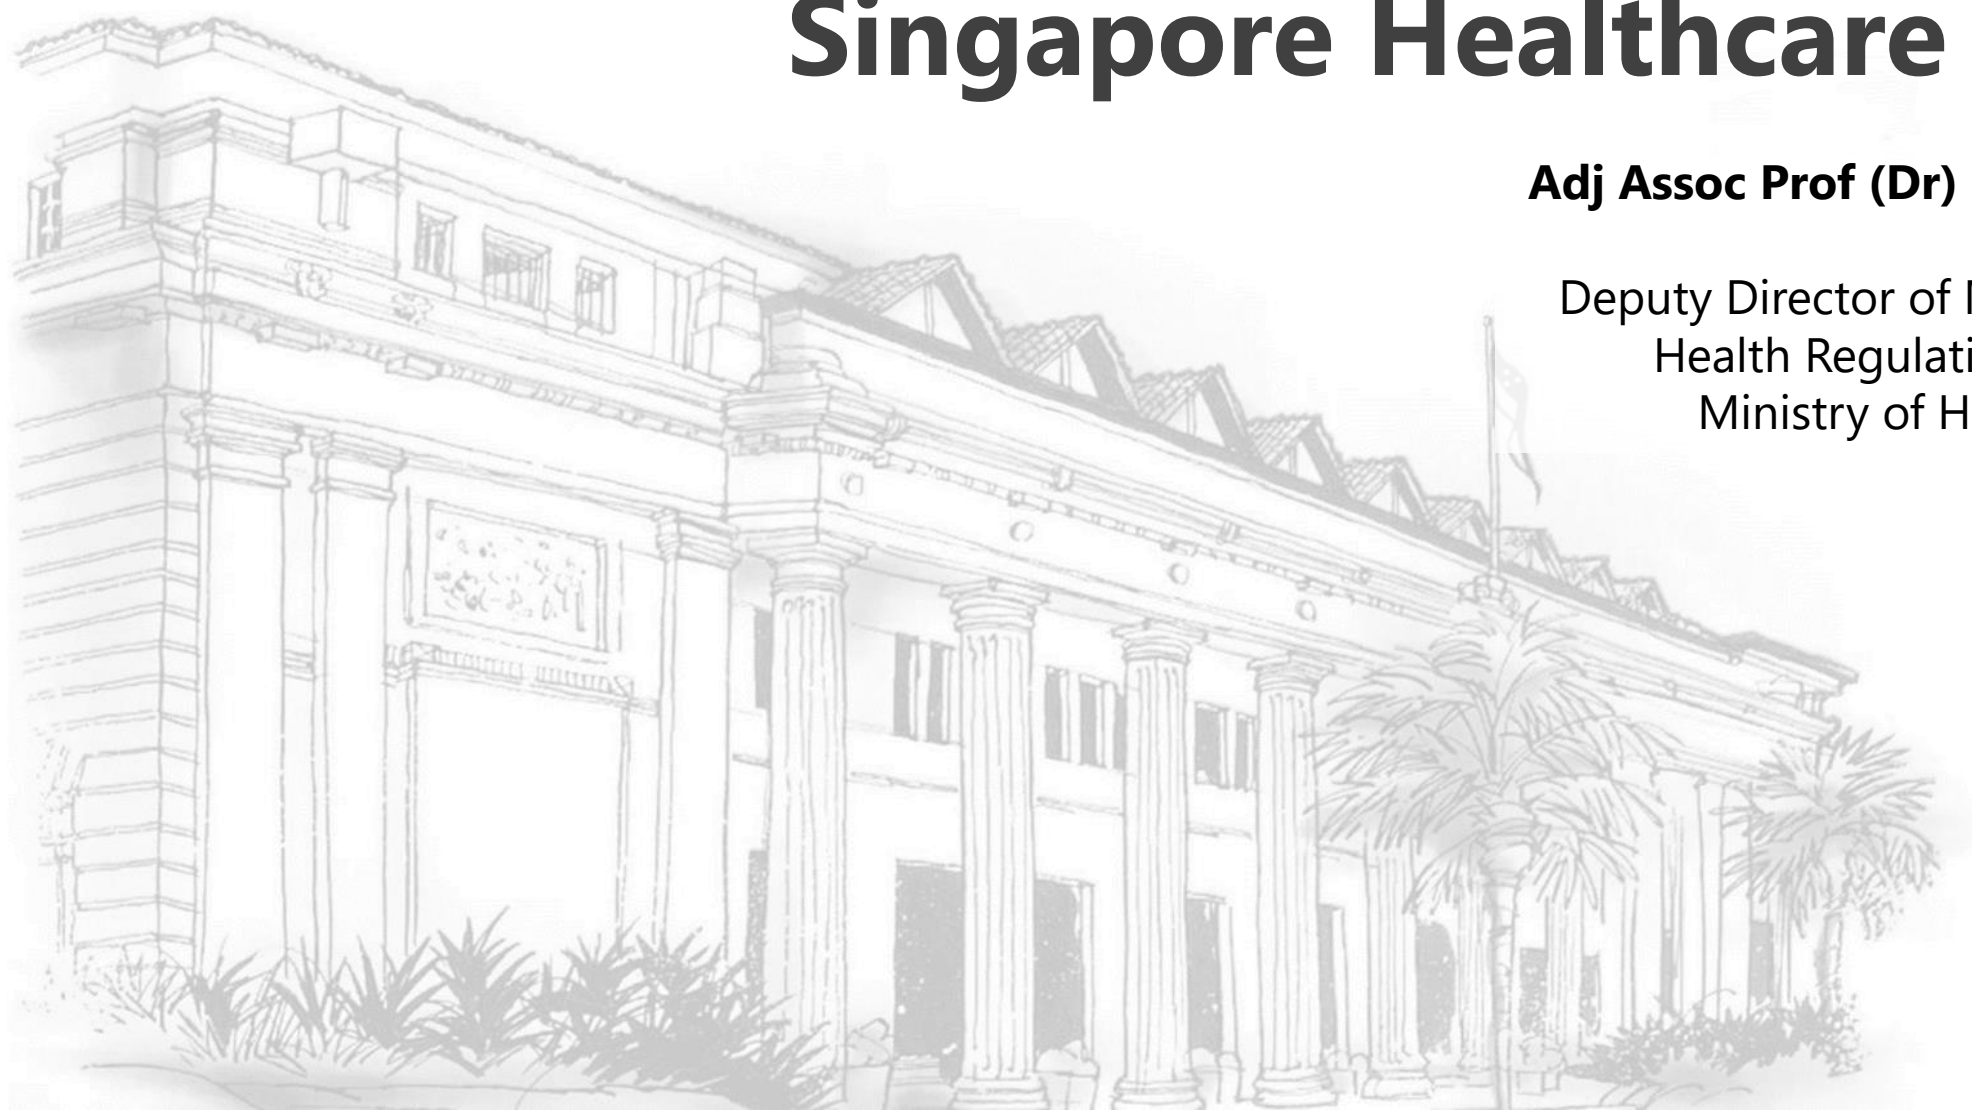 Singapore Healthcare
Adj Assoc Prof (Dr)
Deputy Director of
Health Regulati
Ministry of H